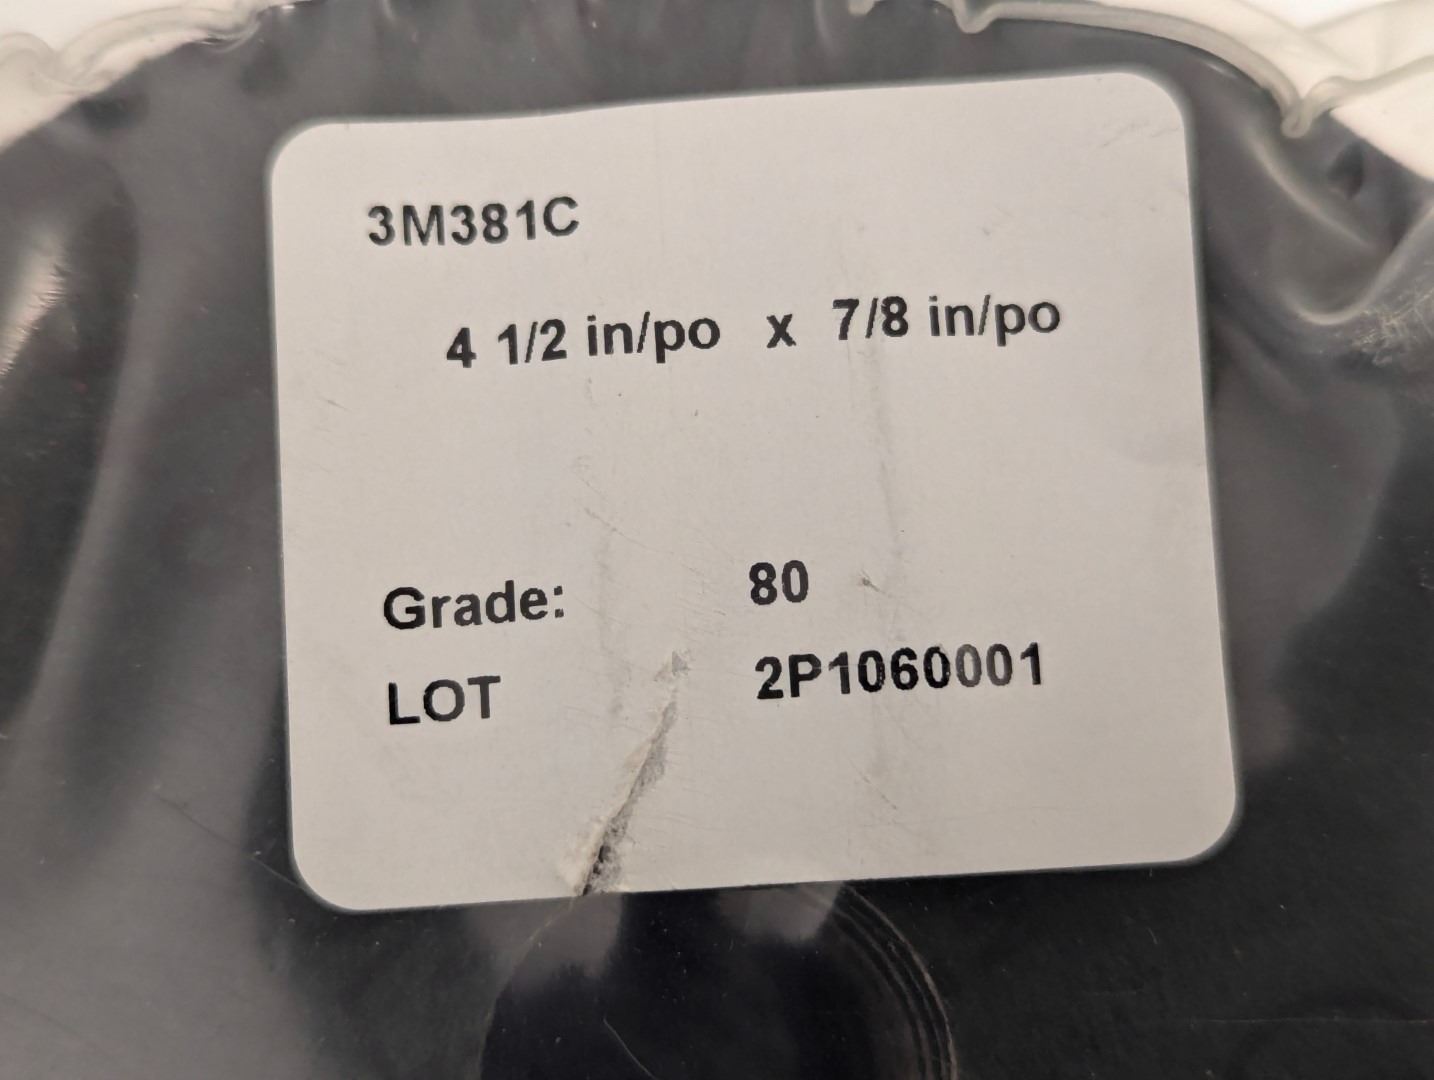 3M381C
4 1/2 in/po x 7/8 in/po
Grade: 80
LOT 2P1060001